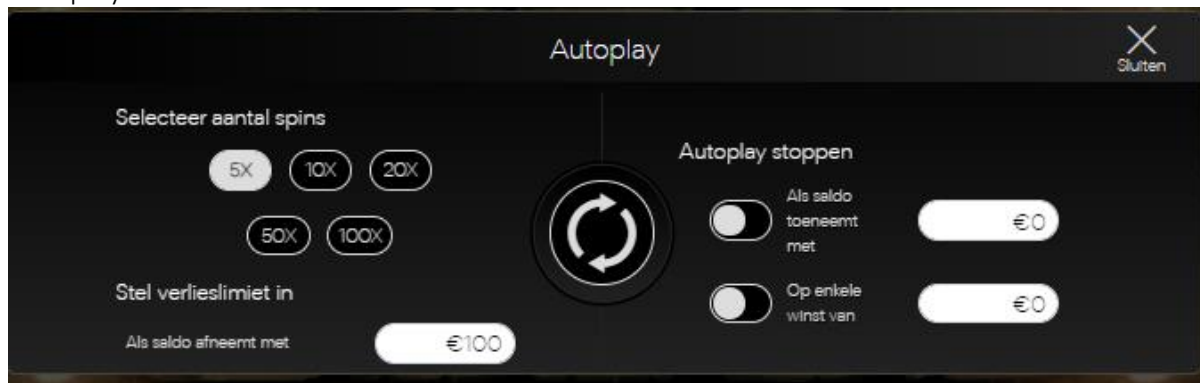 Autoplay
Sluiten
Selecteer aantal spins
5X 10X 20X
50X 100X
Stel verlieslimiet in
Als saldo afneemt met €100
Autoplay stoppen
Als saldo
toeneemt
met
€0
Op enkele
winst van
€0